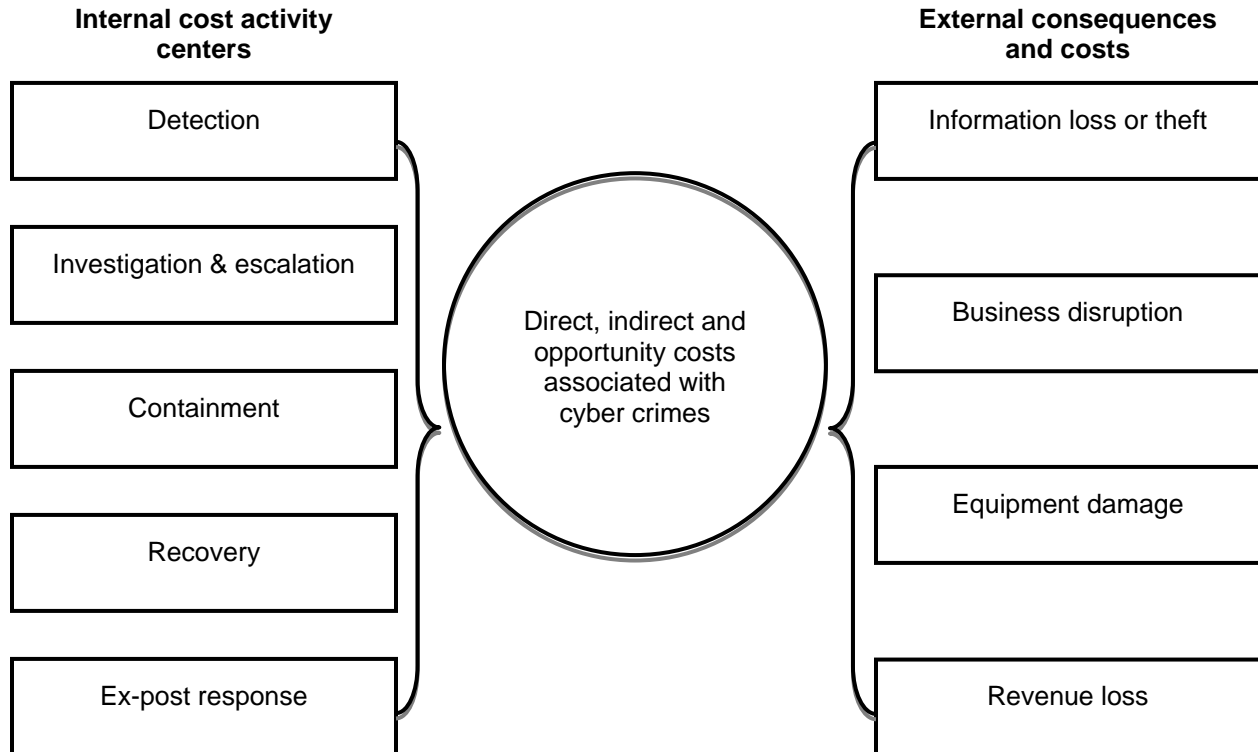 Internal cost activity
centers
Detection
Investigation & escalation
Containment
Recovery
Ex-post response
Direct, indirect and
opportunity costs
associated with
cyber crimes
External consequences
and costs
Information loss or theft
Business disruption
Equipment damage
Revenue loss